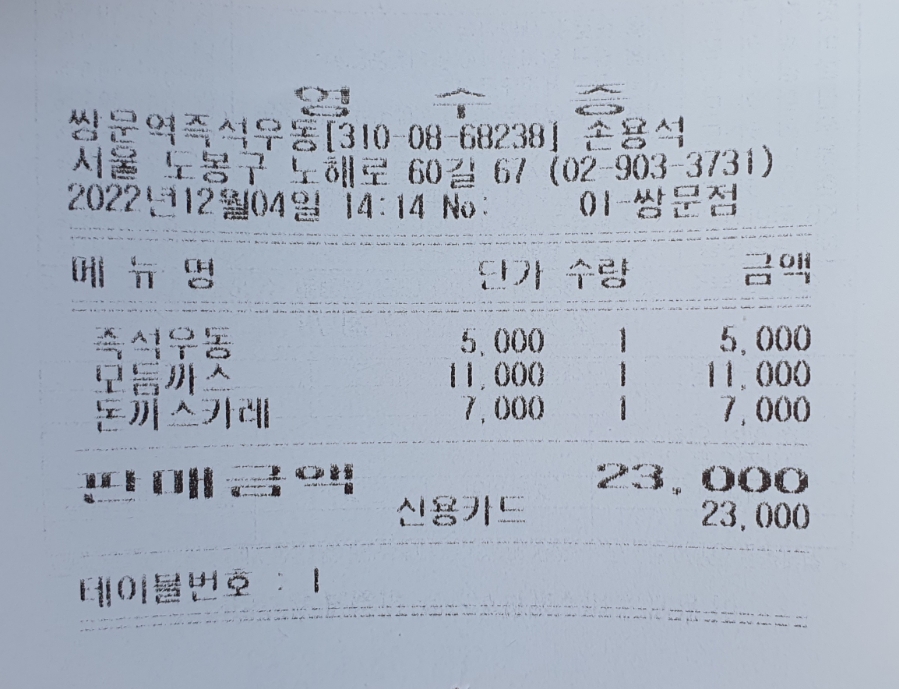 영 수 증
쌍문역즉석우동[310-08-68238] 손용석
서울 도봉구 노해로 60길 67 (02-903-3731)
2022년12월04일 14:14 No: 01-쌍문점
메 뉴 명 단가 수량 금액
즉석우동 5,000 1 5,000
모듬까스 11,000 1 11,000
돈까스카레 7,000 1 7,000
판매금액 23,000
신용카드 23,000
테이블번호 : 1